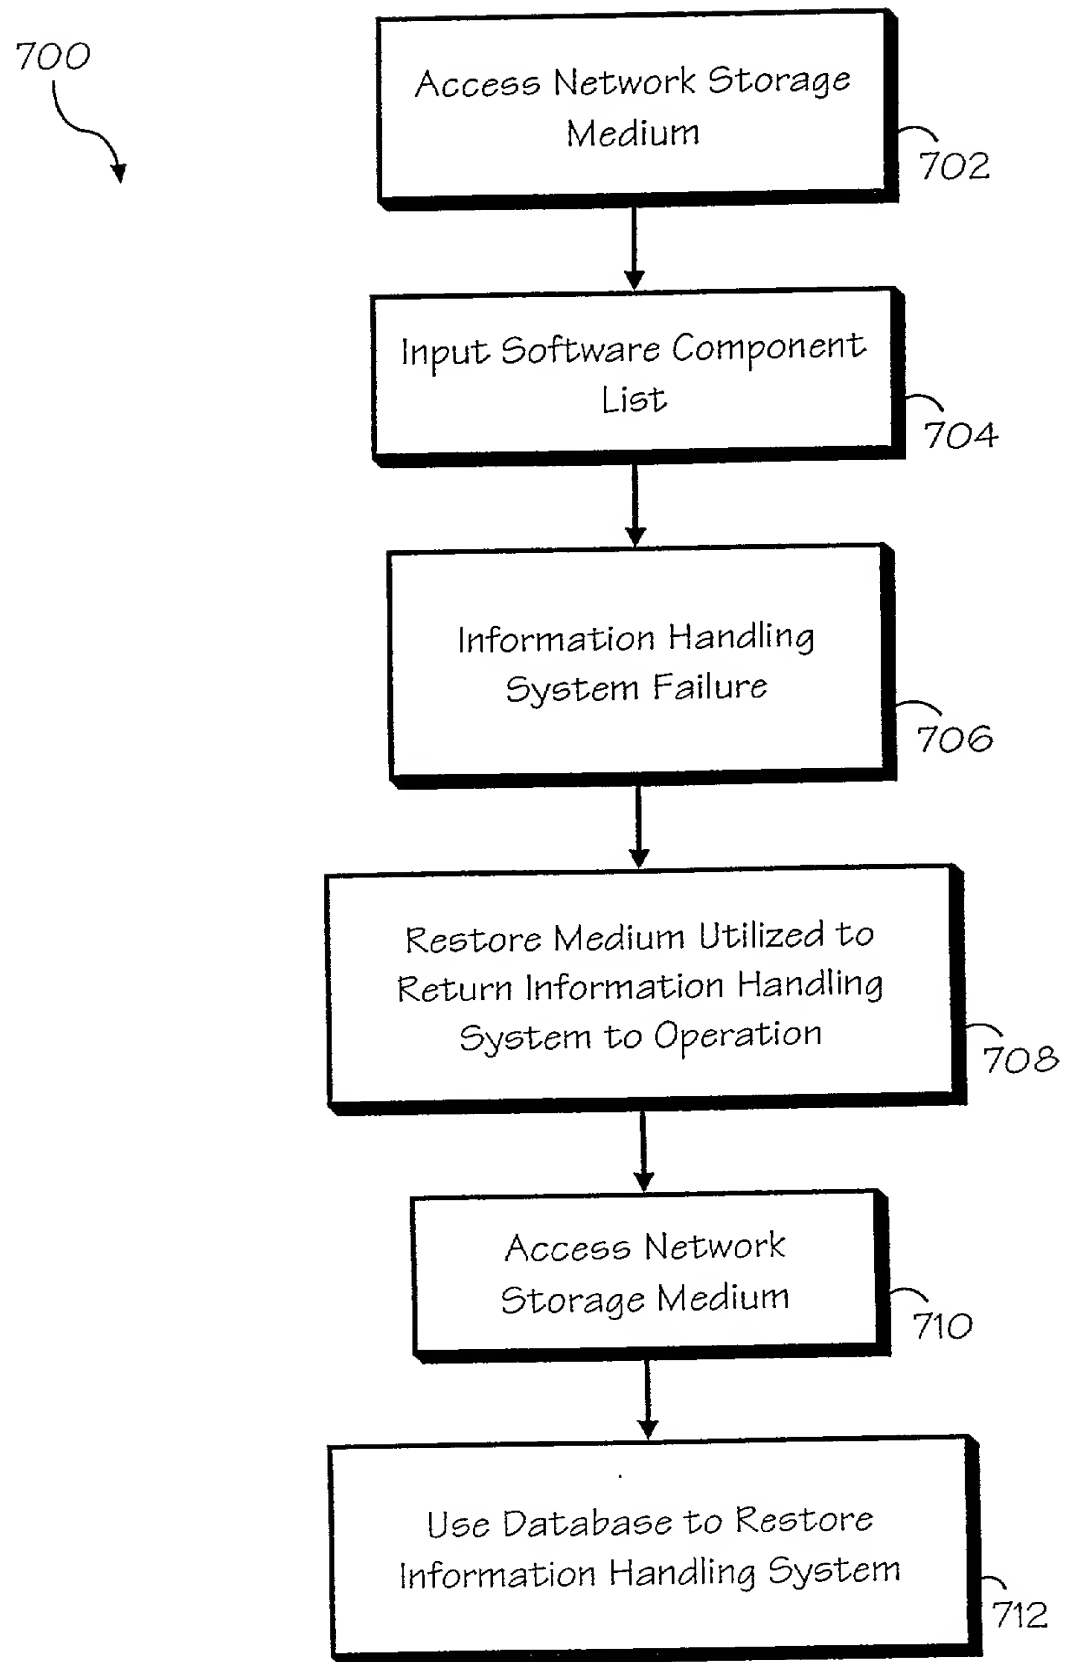 700
Access Network Storage
Medium
702
Input Software Component
List
704
Information Handling
System Failure
706
Restore Medium Utilized to
Return Information Handling
System to Operation
708
Access Network
Storage Medium
710
Use Database to Restore
Information Handling System
712